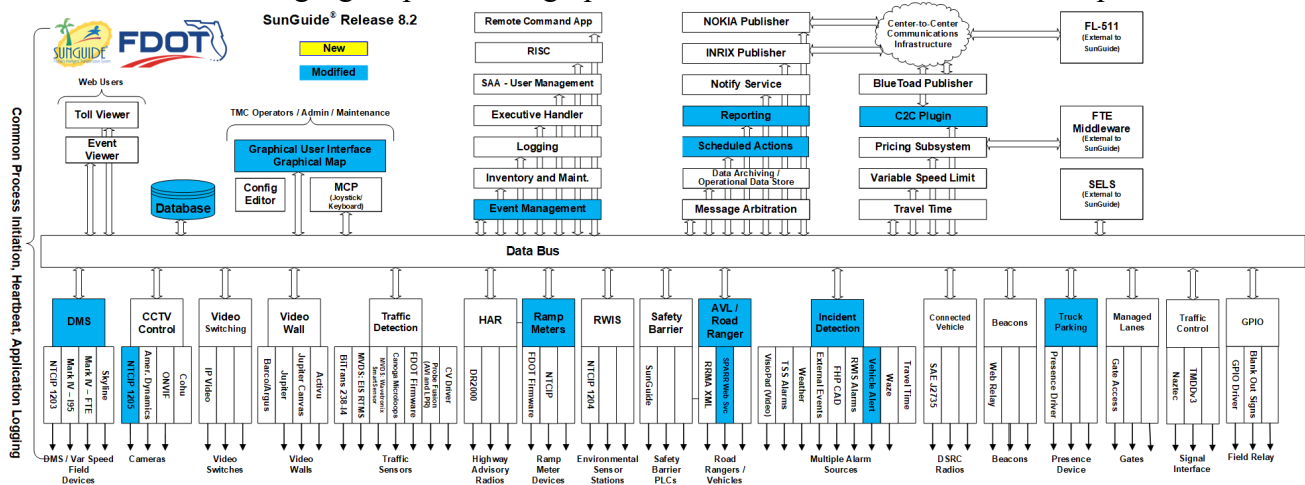 SunGuide® Release 8.2
SUNGUIDE
FDOT
New
Modified
Common Process Initiation, Heartbeat, Application Logging
Web Users
Toll Viewer
Event
Viewer
TMC Operators / Admin / Maintenance
Graphical User Interface
Graphical Map
Database
Config
Editor
MCP
(Joystick/
Keyboard)
Remote Command App
RISC
SAA - User Management
Executive Handler
Logging
Inventory and Maint.
Event Management
NOKIA Publisher
INRIX Publisher
Notify Service
Reporting
Scheduled Actions
Data Archiving /
Operational Data Store
Message Arbitration
Center-to-Center
Communications
Infrastructure
BlueToad Publisher
C2C Plugin
Pricing Subsystem
Variable Speed Limit
Travel Time
FL-511
(External to
SunGuide)
FTE
Middleware
(External to
SunGuide)
SELS
(External to
SunGuide)
Data Bus
DMS
NTCIP 1203
Mark IV – I95
Mark IV – FTE
Skyline
DMS / Var Speed
Field
Devices
CCTV
Control
NTCIP 1205
Amer. Dynamics
ONVIF
Cohu
Cameras
Video
Switching
IP Video
Video
Switches
Video
Wall
Barco/Argus
Jupiter
Jupiter Canvas
Activu
Video
Walls
Traffic
Detection
BiTrans 238-I4
MVDS: EIS RTMS
MVDS: Wavetronix
SmartSensor
Canoga Microloops
FDOT Firmware
Probe Fusion
(AVI and LPR)
CV Driver
Traffic
Sensors
HAR
DR2000
Highway
Advisory
Radios
Ramp
Meters
FDOT Firmware
NTCIP
Ramp
Meter
Devices
RWIS
NTCIP 1204
Environmental
Sensor
Stations
Safety
Barrier
SunGuide
Safety
Barrier
PLCs
AVL /
Road
Ranger
RRMA XML
SPARR Web Svc
Road
Rangers /
Vehicles
Incident
Detection
VisioPad (Video)
TSS Alarms
Weather
External Events
FHP CAD
RWIS Alarms
Vehicle Alert
Waze
Travel Time
Multiple Alarm
Sources
Connected
Vehicle
SAE J2735
DSRC
Radios
Beacons
Web Relay
Beacons
Truck
Parking
Presence Driver
Presence
Device
Managed
Lanes
Gate Access
Gates
Traffic
Control
Naztec
TMDDv3
Signal
Interface
GPIO
GPIO Driver
Blank Out Signs
Field Relay